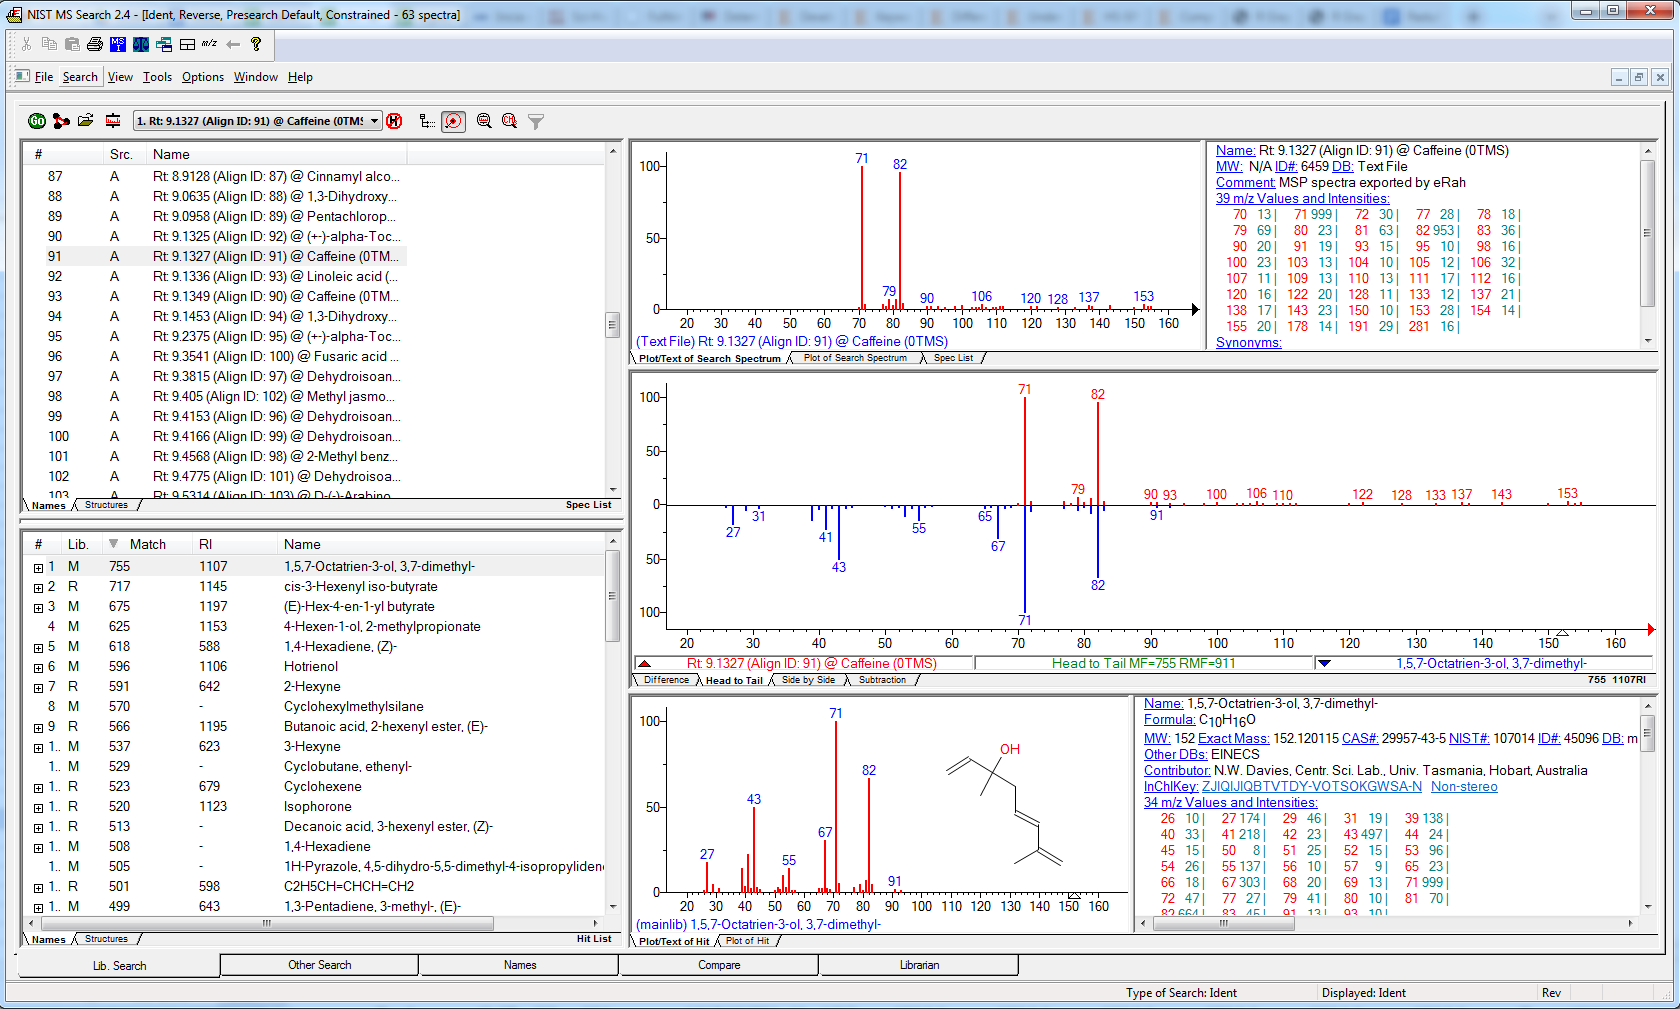 NIST MS Search 2.4 - [Ident, Reverse, Presearch Default, Constrained - 63 spectra]
File Search View Tools Options Window Help
1. Rt: 9.1327 (Align ID: 91) @ Caffeine (0TMS
# Src. Name
87 A Rt: 8.9128 (Align ID: 87) @ Cinnamyl alco...
88 A Rt: 9.0635 (Align ID: 88) @ 1,3-Dihydroxy...
89 A Rt: 9.0958 (Align ID: 89) @ Pentachlorop...
90 A Rt: 9.1325 (Align ID: 92) @ (+-)-alpha-Toc...
91 A Rt: 9.1327 (Align ID: 91) @ Caffeine (0TM...
92 A Rt: 9.1336 (Align ID: 93) @ Linoleic acid (...
93 A Rt: 9.1349 (Align ID: 90) @ Caffeine (0TM...
94 A Rt: 9.1453 (Align ID: 94) @ 1,3-Dihydroxy...
95 A Rt: 9.2375 (Align ID: 95) @ (+-)-alpha-Toc...
96 A Rt: 9.3541 (Align ID: 100) @ Fusaric acid ...
97 A Rt: 9.3815 (Align ID: 97) @ Dehydroisoan...
98 A Rt: 9.405 (Align ID: 102) @ Methyl jasmo...
99 A Rt: 9.4153 (Align ID: 96) @ Dehydroisoan...
100 A Rt: 9.4166 (Align ID: 99) @ Dehydroisoan...
101 A Rt: 9.4568 (Align ID: 98) @ 2-Methyl benz...
102 A Rt: 9.4775 (Align ID: 101) @ Dehydroisoa...
103 A Rt: 9.5314 (Align ID: 103) @ D-(-)-Arabino
Names Structures Spec List
# Lib. Match RI Name
1 M 755 1107 1,5,7-Octatrien-3-ol, 3,7-dimethyl-
2 R 717 1145 cis-3-Hexenyl iso-butyrate
3 M 675 1197 (E)-Hex-4-en-1-yl butyrate
4 M 625 1153 4-Hexen-1-ol, 2-methylpropionate
5 M 618 588 1,4-Hexadiene, (Z)-
6 M 596 1106 Hotrienol
7 R 591 642 2-Hexyne
8 M 570 - Cyclohexylmethylsilane
9 R 566 1195 Butanoic acid, 2-hexenyl ester, (E)-
1.. M 537 623 3-Hexyne
1.. M 529 - Cyclobutane, ethenyl-
1.. R 523 679 Cyclohexene
1.. R 520 1123 Isophorone
1.. R 513 - Decanoic acid, 3-hexenyl ester, (Z)-
1.. M 508 - 1,4-Hexadiene
1.. M 505 - 1H-Pyrazole, 4,5-dihydro-5,5-dimethyl-4-isopropylidene
1.. R 501 598 C2H5CH=CHCH=CH2
1.. M 499 643 1,3-Pentadiene, 3-methyl-, (E)-
Names Structures Hit List
100 50 0
71 82 79 90 106 120 128 137 153
20 30 40 50 60 70 80 90 100 110 120 130 140 150 160
(Text File) Rt: 9.1327 (Align ID: 91) @ Caffeine (0TMS)
Plot/Text of Search Spectrum Plot of Search Spectrum Spec List
Name: Rt: 9.1327 (Align ID: 91) @ Caffeine (0TMS)
MW: N/A ID#: 6459 DB: Text File
Comment: MSP spectra exported by eRah
39 m/z Values and Intensities:
70 13 | 71 999 | 72 30 | 77 28 | 78 18 |
79 69 | 80 23 | 81 63 | 82 953 | 83 36 |
90 20 | 91 19 | 93 15 | 95 10 | 98 16 |
100 23 | 103 13 | 104 10 | 105 12 | 106 32 |
107 11 | 109 13 | 110 13 | 111 17 | 112 16 |
120 16 | 122 20 | 128 11 | 133 12 | 137 21 |
138 17 | 143 23 | 150 10 | 153 28 | 154 14 |
155 20 | 178 14 | 191 29 | 281 16 |
Synonyms:
100 50 0 50 100
71 82 79 90 93 100 106 110 122 128 133 137 143 153
27 31 41 43 55 65 67 71 82 91
20 30 40 50 60 70 80 90 100 110 120 130 140 150 160
Rt: 9.1327 (Align ID: 91) @ Caffeine (0TMS) Head to Tail MF=755 RMF=911 1,5,7-Octatrien-3-ol, 3,7-dimethyl-
Difference Head to Tail Side by Side Subtraction 755 1107RI
100 50 0
27 43 55 67 71 82 91
OH
20 30 40 50 60 70 80 90 100 110 120 130 140 150 160
(mainlib) 1,5,7-Octatrien-3-ol, 3,7-dimethyl-
Plot/Text of Hit Plot of Hit
Name: 1,5,7-Octatrien-3-ol, 3,7-dimethyl-
Formula: C10H16O
MW: 152 Exact Mass: 152.120115 CAS#: 29957-43-5 NIST#: 107014 ID#: 45096 DB: m
Other DBs: EINECS
Contributor: N.W. Davies, Centr. Sci. Lab., Univ. Tasmania, Hobart, Australia
InChIKey: ZJIQIJIQBTVTDY-VOTSOKGWSA-N Non-stereo
34 m/z Values and Intensities:
26 10 | 27 174 | 29 46 | 31 19 | 39 138 |
40 33 | 41 218 | 42 23 | 43 497 | 44 24 |
45 15 | 50 8 | 51 25 | 52 15 | 53 96 |
54 26 | 55 137 | 56 10 | 57 9 | 65 23 |
66 18 | 67 303 | 68 20 | 69 13 | 71 999 |
72 47 | 77 27 | 79 41 | 80 10 | 81 70 |
82 664 | 83 45 | 91 13 | 93 10 |
Lib. Search Other Search Names Compare Librarian
Type of Search: Ident Displayed: Ident Rev